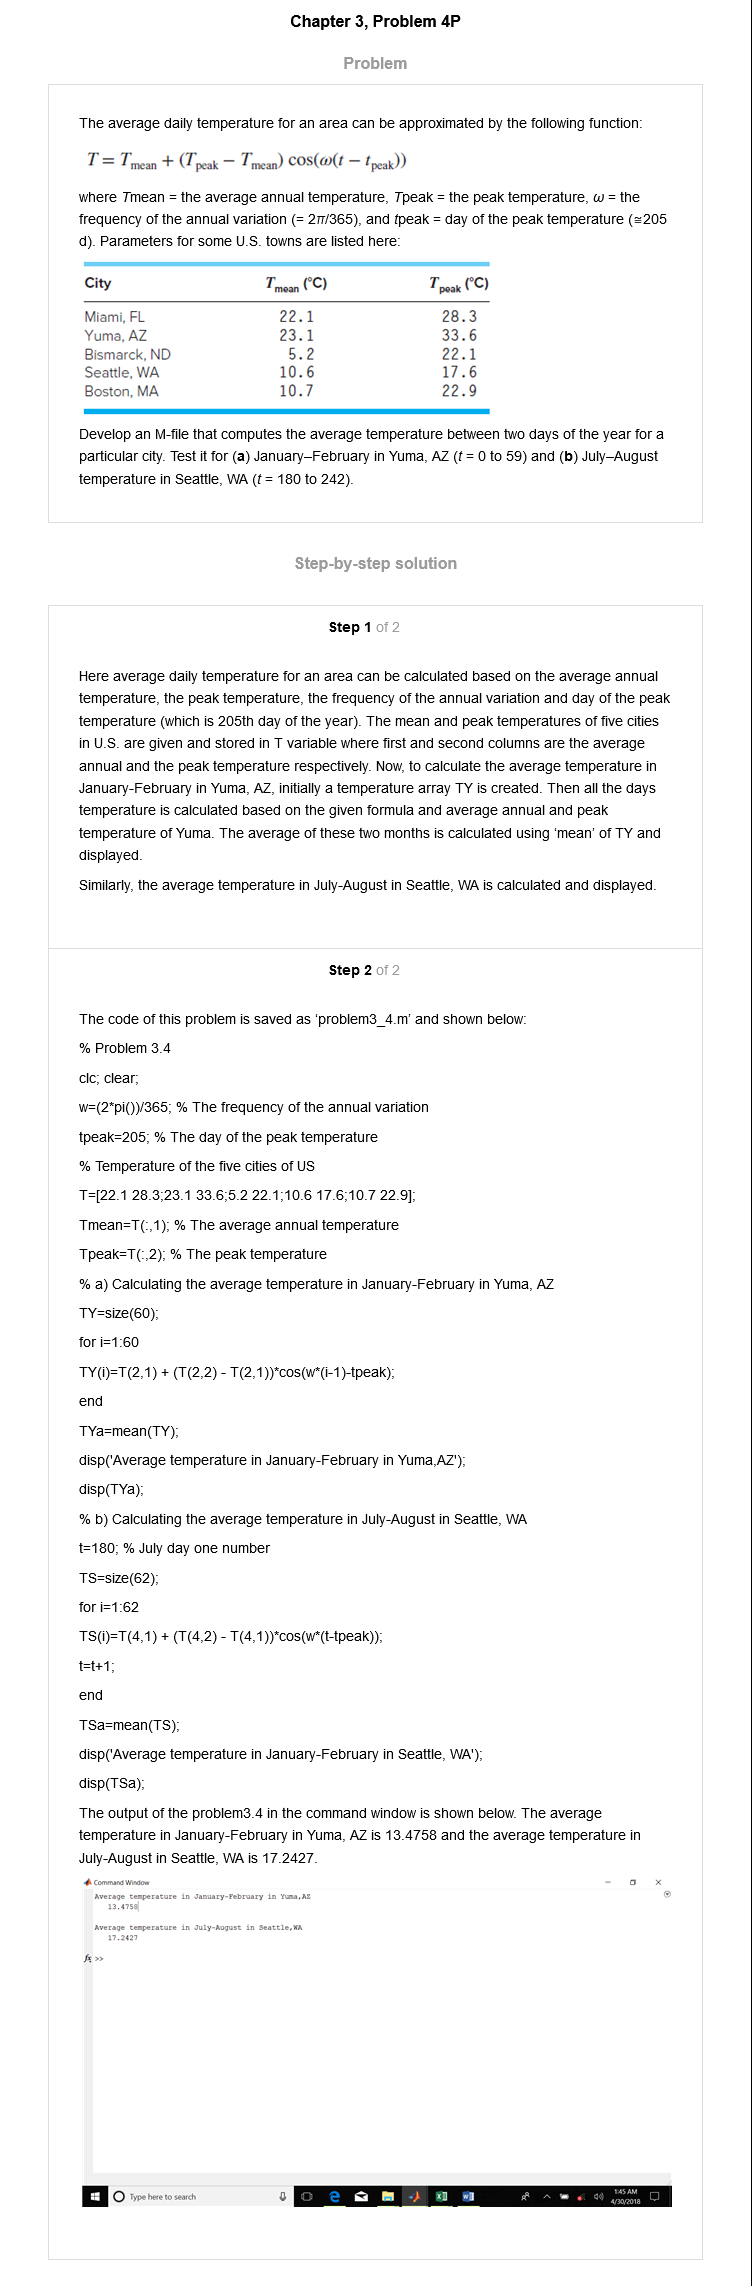 Chapter 3, Problem 4P
Problem
The average daily temperature for an area can be approximated by the following function:
T = Tmean + (Tpeak − Tmean) cos(ω(t − tpeak))
where Tmean = the average annual temperature, Tpeak = the peak temperature, ω = the
frequency of the annual variation (= 2π/365), and tpeak = day of the peak temperature (≅205
d). Parameters for some U.S. towns are listed here:
City Tmean (°C) Tpeak (°C)
Miami, FL 22.1 28.3
Yuma, AZ 23.1 33.6
Bismarck, ND 5.2 22.1
Seattle, WA 10.6 17.6
Boston, MA 10.7 22.9
Develop an M-file that computes the average temperature between two days of the year for a
particular city. Test it for (a) January–February in Yuma, AZ (t = 0 to 59) and (b) July–August
temperature in Seattle, WA (t = 180 to 242).
Step-by-step solution
Step 1 of 2
Here average daily temperature for an area can be calculated based on the average annual
temperature, the peak temperature, the frequency of the annual variation and day of the peak
temperature (which is 205th day of the year). The mean and peak temperatures of five cities
in U.S. are given and stored in T variable where first and second columns are the average
annual and the peak temperature respectively. Now, to calculate the average temperature in
January-February in Yuma, AZ, initially a temperature array TY is created. Then all the days
temperature is calculated based on the given formula and average annual and peak
temperature of Yuma. The average of these two months is calculated using ‘mean’ of TY and
displayed.
Similarly, the average temperature in July-August in Seattle, WA is calculated and displayed.
Step 2 of 2
The code of this problem is saved as ‘problem3_4.m’ and shown below:
% Problem 3.4
clc; clear;
w=(2*pi())/365; % The frequency of the annual variation
tpeak=205; % The day of the peak temperature
% Temperature of the five cities of US
T=[22.1 28.3;23.1 33.6;5.2 22.1;10.6 17.6;10.7 22.9];
Tmean=T(:,1); % The average annual temperature
Tpeak=T(:,2); % The peak temperature
% a) Calculating the average temperature in January-February in Yuma, AZ
TY=size(60);
for i=1:60
TY(i)=T(2,1) + (T(2,2) - T(2,1))*cos(w*(i-1)-tpeak);
end
TYa=mean(TY);
disp('Average temperature in January-February in Yuma,AZ');
disp(TYa);
% b) Calculating the average temperature in July-August in Seattle, WA
t=180; % July day one number
TS=size(62);
for i=1:62
TS(i)=T(4,1) + (T(4,2) - T(4,1))*cos(w*(t-tpeak));
t=t+1;
end
TSa=mean(TS);
disp('Average temperature in January-February in Seattle, WA');
disp(TSa);
The output of the problem3.4 in the command window is shown below. The average
temperature in January-February in Yuma, AZ is 13.4758 and the average temperature in
July-August in Seattle, WA is 17.2427.
Command Window
Average temperature in January-February in Yuma,AZ
13.4758
Average temperature in July-August in Seattle,WA
17.2427
fx >>
Type here to search
1:45 AM
4/30/2018